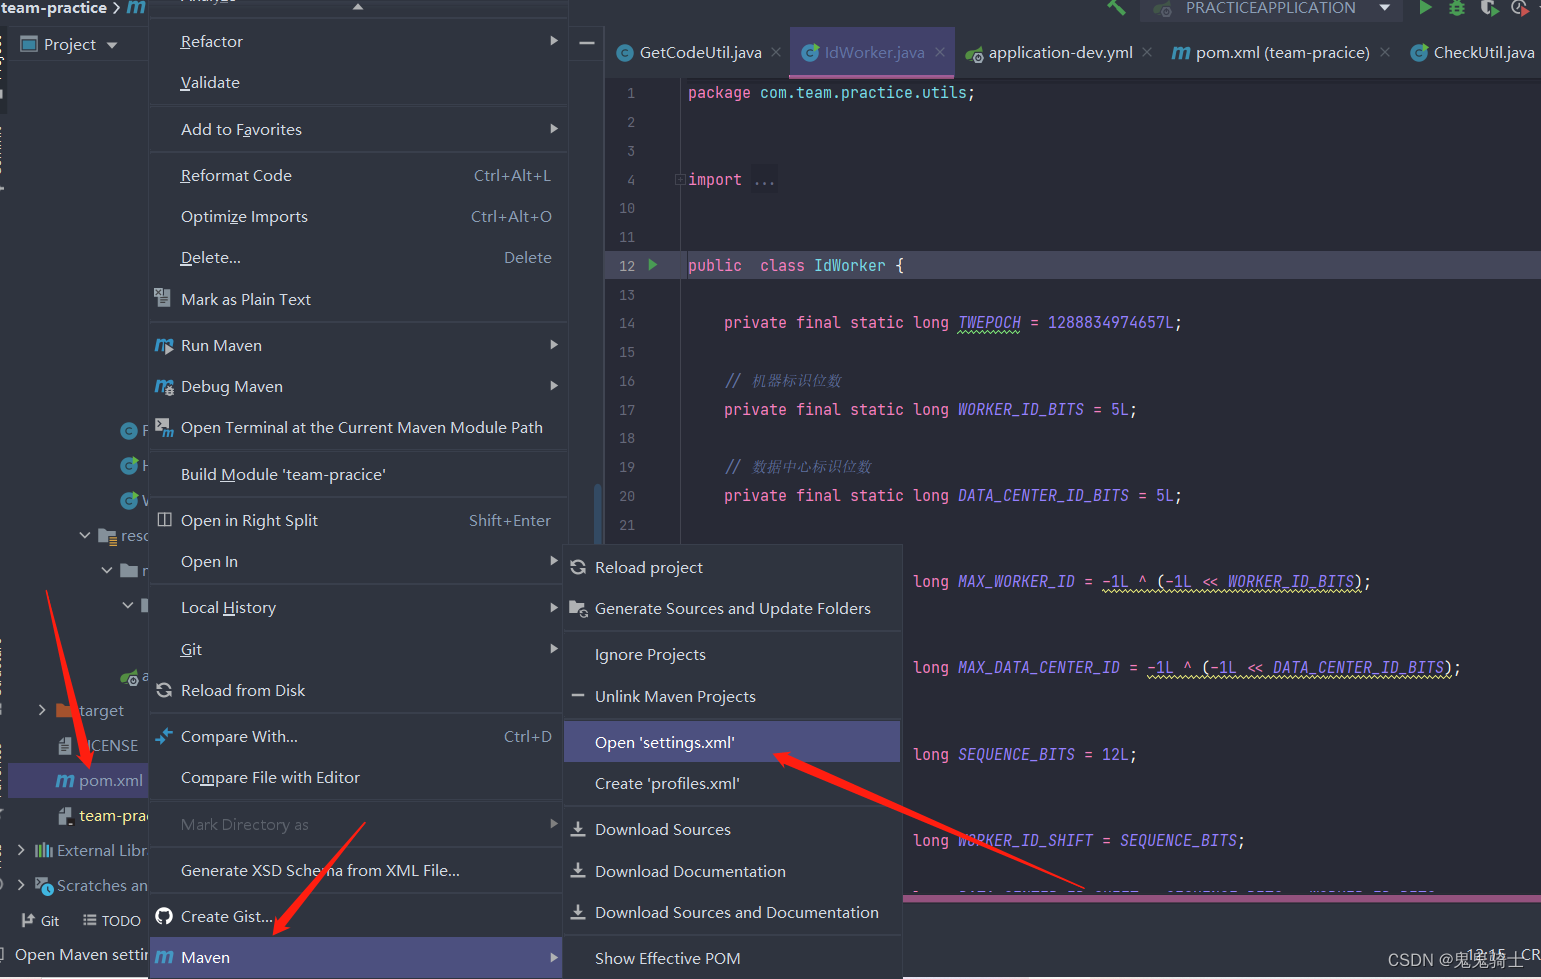 team-practice
Project
Refactor
Validate
Add to Favorites
Reformat Code Ctrl+Alt+L
Optimize Imports Ctrl+Alt+O
Delete... Delete
Mark as Plain Text
Run Maven
Debug Maven
Open Terminal at the Current Maven Module Path
Build Module 'team-pracice'
Open in Right Split Shift+Enter
Open In
Local History
Git
Reload from Disk
Compare With... Ctrl+D
Compare File with Editor
Mark Directory as
Generate XSD Schema from XML File...
Create Gist...
Maven
target
pom.xml
External Libr
Scratches an
Git TODO
Reload project
Generate Sources and Update Folders
Ignore Projects
Unlink Maven Projects
Open 'settings.xml'
Create 'profiles.xml'
Download Sources
Download Documentation
Download Sources and Documentation
Show Effective POM
PRACTICEAPPLICATION
GetCodeUtil.java IdWorker.java application-dev.yml pom.xml (team-pracice) CheckUtil.java
1 package com.team.practice.utils;
2
3
4 import ...
10
11
12 public class IdWorker {
13
14 private final static long TWEPOCH = 1288834974657L;
15
16 // 机器标识位数
17 private final static long WORKER_ID_BITS = 5L;
18
19 // 数据中心标识位数
20 private final static long DATA_CENTER_ID_BITS = 5L;
21
long MAX_WORKER_ID = -1L ^ (-1L << WORKER_ID_BITS);
long MAX_DATA_CENTER_ID = -1L ^ (-1L << DATA_CENTER_ID_BITS);
long SEQUENCE_BITS = 12L;
long WORKER_ID_SHIFT = SEQUENCE_BITS;
12:15 CR
CSDN @鬼鬼骑士